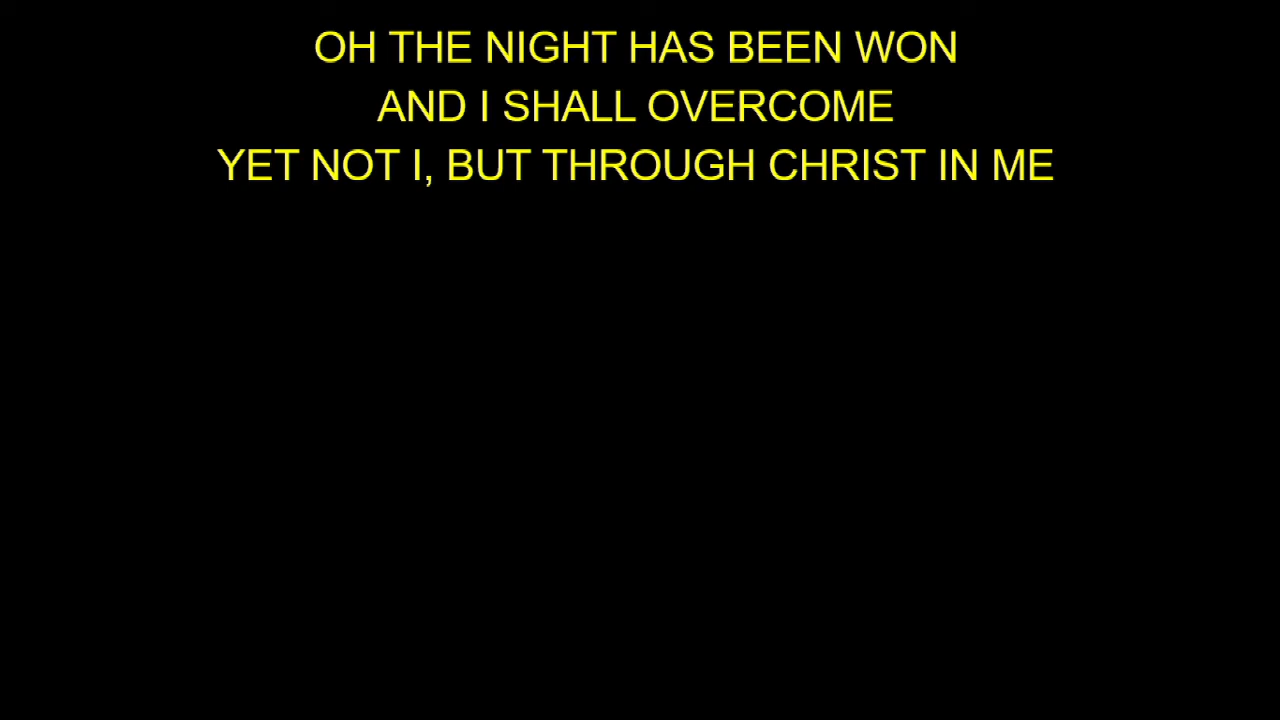 OH THE NIGHT HAS BEEN WON
AND I SHALL OVERCOME
YET NOT I, BUT THROUGH CHRIST IN ME